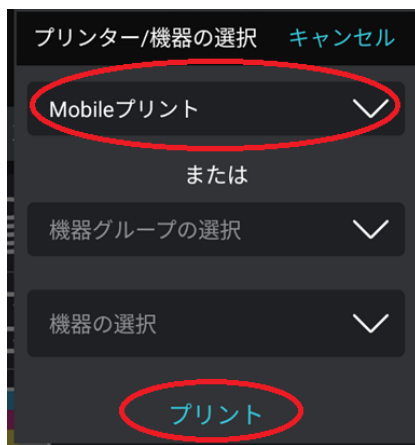 プリンター/機器の選択 キャンセル
Mobileプリント
または
機器グループの選択
機器の選択
プリント